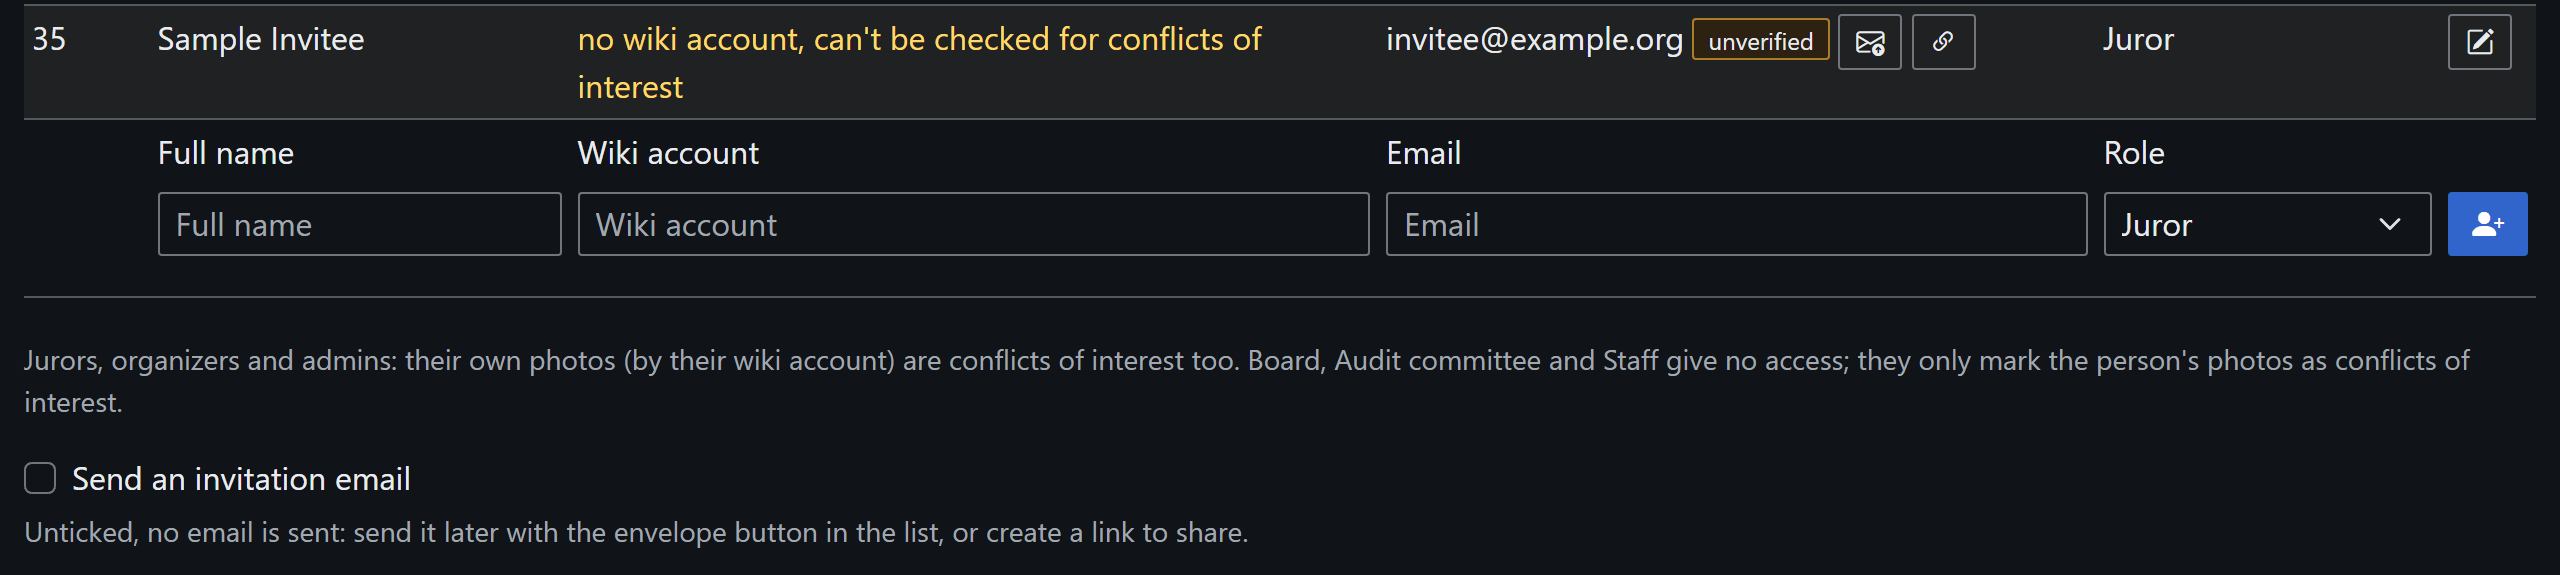 35 Sample Invitee no wiki account, can't be checked for conflicts of interest invitee@example.org unverified Juror
Full name Wiki account Email Role
Full name Wiki account Email Juror
Jurors, organizers and admins: their own photos (by their wiki account) are conflicts of interest too. Board, Audit committee and Staff give no access; they only mark the person's photos as conflicts of
interest.
Send an invitation email
Unticked, no email is sent: send it later with the envelope button in the list, or create a link to share.